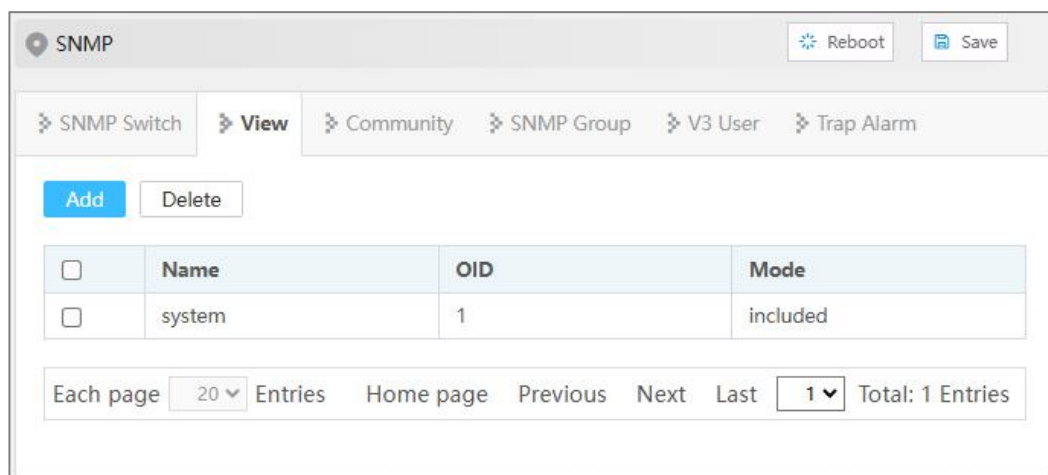 SNMP Reboot Save
SNMP Switch View Community SNMP Group V3 User Trap Alarm
Add Delete
Name OID Mode
system 1 included
Each page 20 Entries Home page Previous Next Last 1 Total: 1 Entries